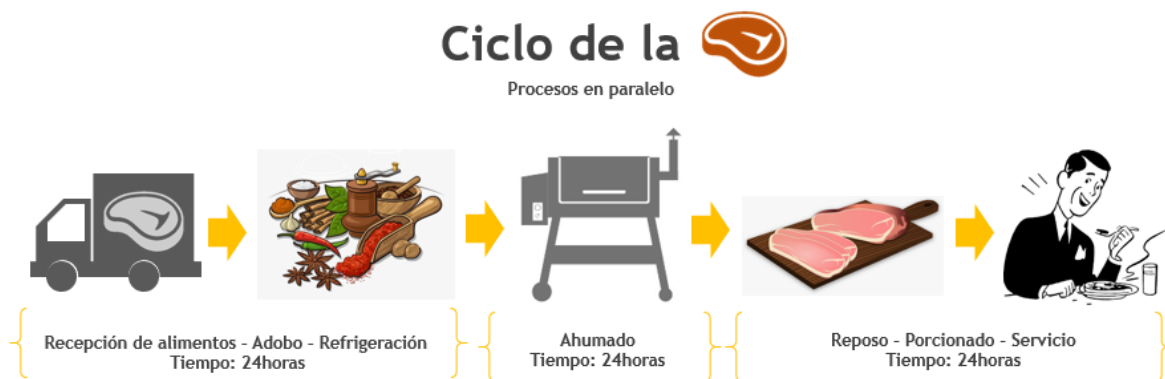 Ciclo de la
Procesos en paralelo
Recepción de alimentos - Adobo - Refrigeración
Tiempo: 24horas
Ahumado
Tiempo: 24horas
Reposo - Porcionado - Servicio
Tiempo: 24horas